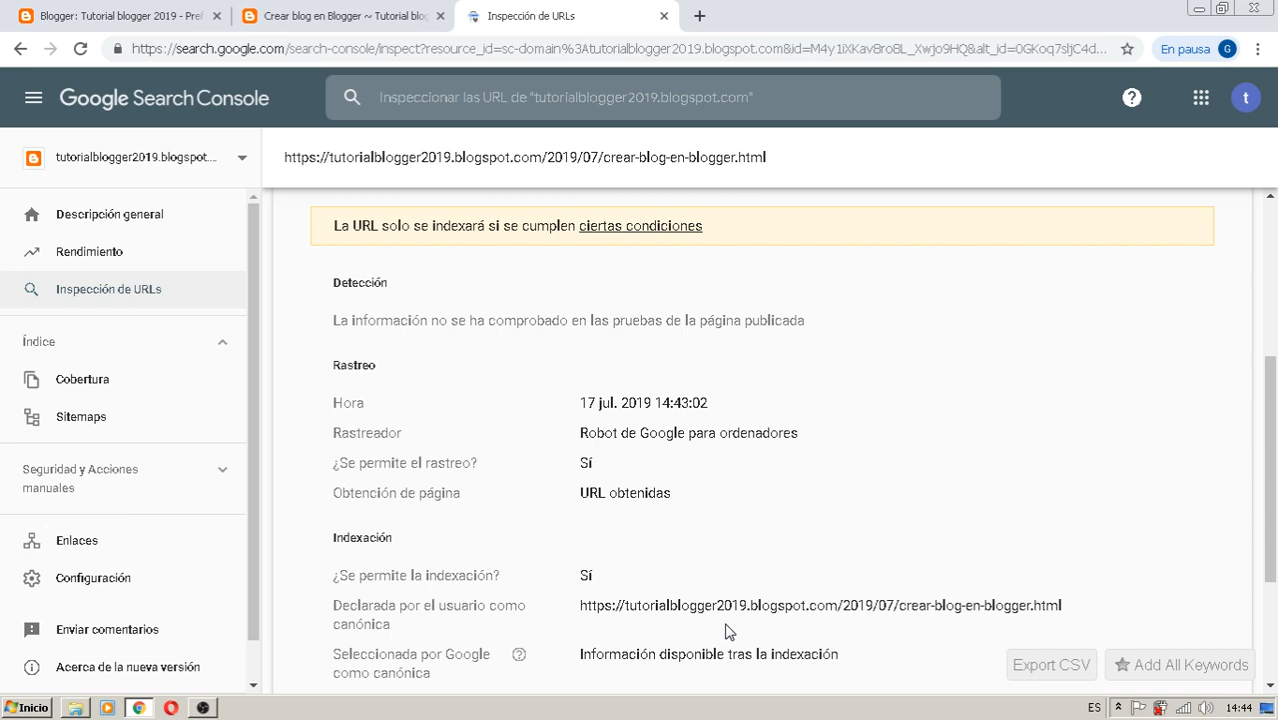 Blogger: Tutorial blogger 2019 - Pref
Crear blog en Blogger ~ Tutorial blog
Inspección de URLs
https://search.google.com/search-console/inspect?resource_id=sc-domain%3Atutorialblogger2019.blogspot.com&id=M4y1iXKav8ro8L_Xwjo9HQ&alt_id=0GKoq7sljC4d...
En pausa
G
Google Search Console
Inspeccionar las URL de "tutorialblogger2019.blogspot.com"
t
tutorialblogger2019.blogspot....
https://tutorialblogger2019.blogspot.com/2019/07/crear-blog-en-blogger.html
Descripción general
Rendimiento
Inspección de URLs
Índice
Cobertura
Sitemaps
Seguridad y Acciones
manuales
Enlaces
Configuración
Enviar comentarios
Acerca de la nueva versión
La URL solo se indexará si se cumplen ciertas condiciones
Detección
La información no se ha comprobado en las pruebas de la página publicada
Rastreo
Hora 17 jul. 2019 14:43:02
Rastreador Robot de Google para ordenadores
¿Se permite el rastreo? Sí
Obtención de página URL obtenidas
Indexación
¿Se permite la indexación? Sí
Declarada por el usuario como https://tutorialblogger2019.blogspot.com/2019/07/crear-blog-en-blogger.html
canónica
Seleccionada por Google Información disponible tras la indexación
como canónica
Export CSV
Add All Keywords
Inicio
ES
14:44